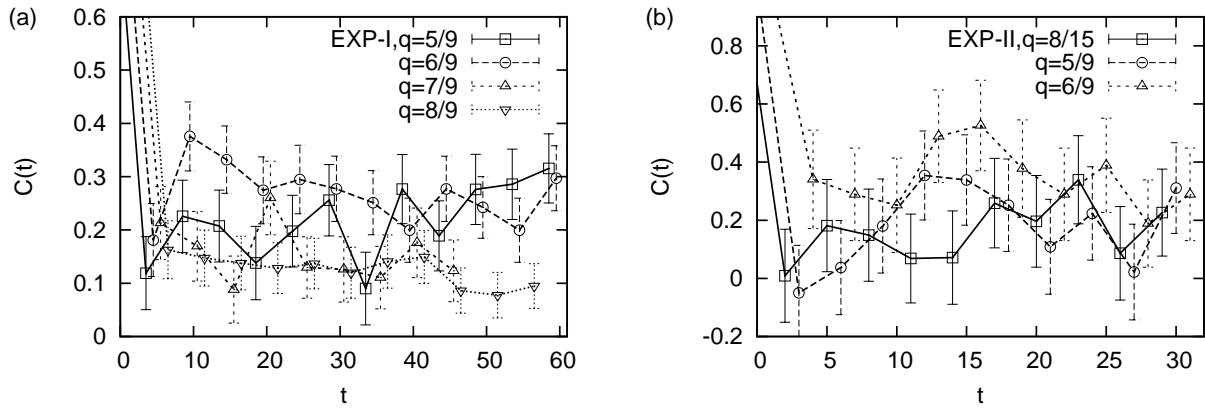 (a)
0.6
0.5
0.4
0.3
0.2
0.1
0
C(t)
EXP-I,q=5/9
q=6/9
q=7/9
q=8/9
0 10 20 30 40 50 60
t
(b)
0.8
0.6
0.4
0.2
0
-0.2
C(t)
EXP-II,q=8/15
q=5/9
q=6/9
0 5 10 15 20 25 30
t